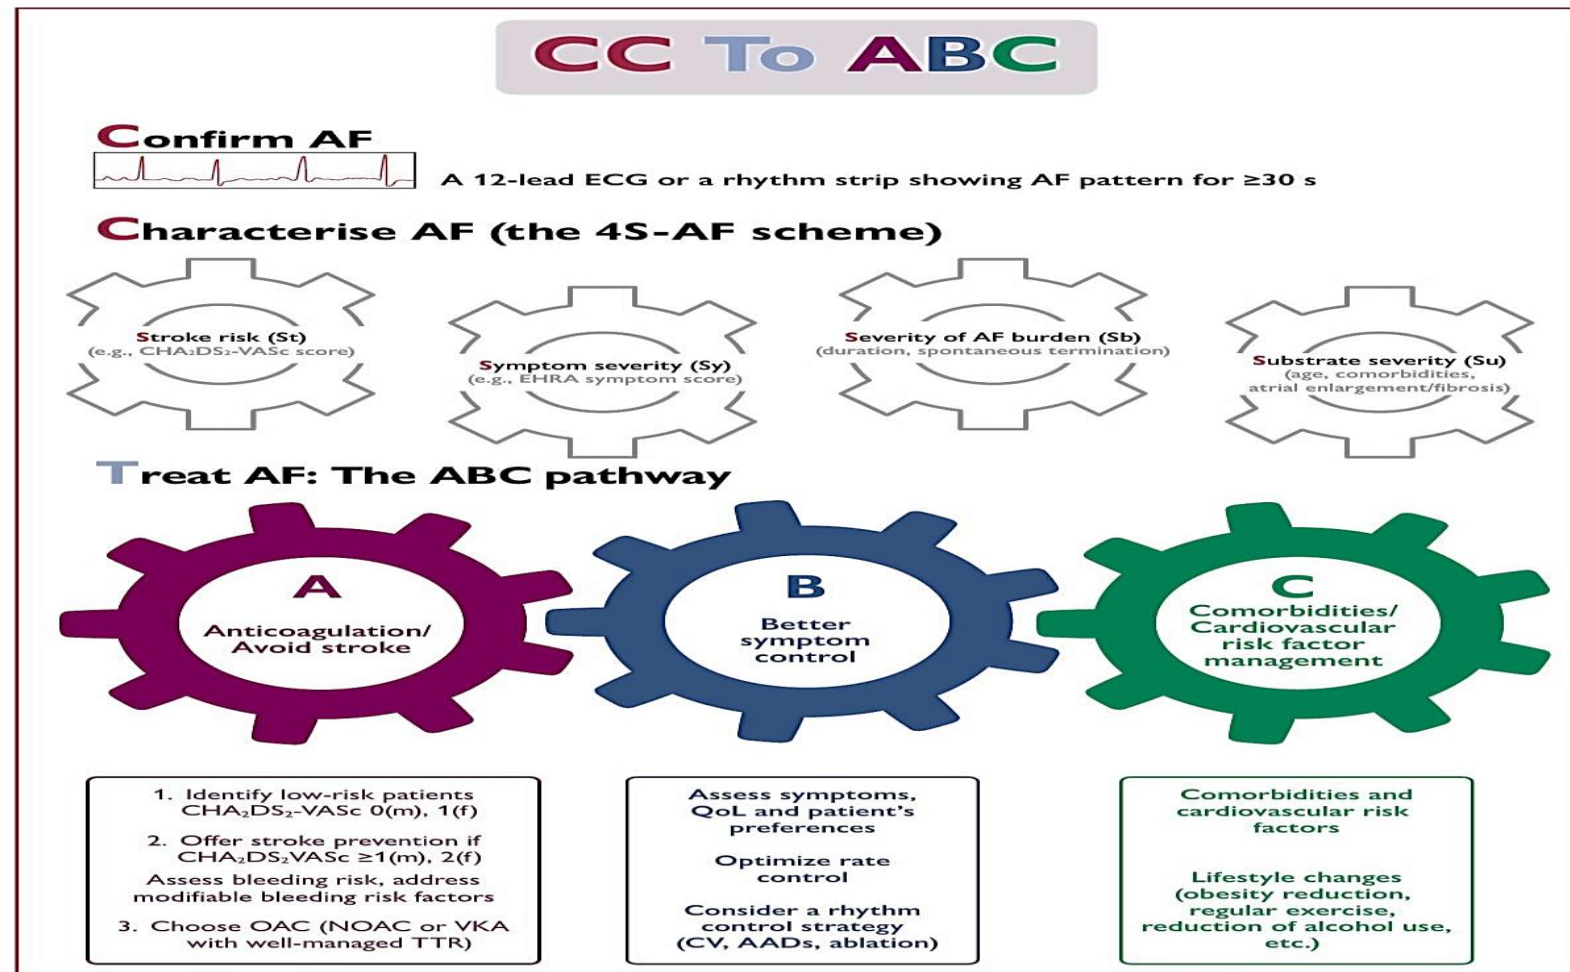 CC To ABC
Confirm AF
A 12-lead ECG or a rhythm strip showing AF pattern for ≥30 s
Characterise AF (the 4S-AF scheme)
Stroke risk (St)
(e.g., CHA₂DS₂-VASc score)
Symptom severity (Sy)
(e.g., EHRA symptom score)
Severity of AF burden (Sb)
(duration, spontaneous termination)
Substrate severity (Su)
(age, comorbidities,
atrial enlargement/fibrosis)
Treat AF: The ABC pathway
A
Anticoagulation/
Avoid stroke
B
Better
symptom
control
C
Comorbidities/
Cardiovascular
risk factor
management
1. Identify low-risk patients
CHA₂DS₂-VASc 0(m), 1(f)
2. Offer stroke prevention if
CHA₂DS₂VASc ≥1(m), 2(f)
Assess bleeding risk, address
modifiable bleeding risk factors
3. Choose OAC (NOAC or VKA
with well-managed TTR)
Assess symptoms,
QoL and patient's
preferences
Optimize rate
control
Consider a rhythm
control strategy
(CV, AADs, ablation)
Comorbidities and
cardiovascular risk
factors
Lifestyle changes
(obesity reduction,
regular exercise,
reduction of alcohol use,
etc.)